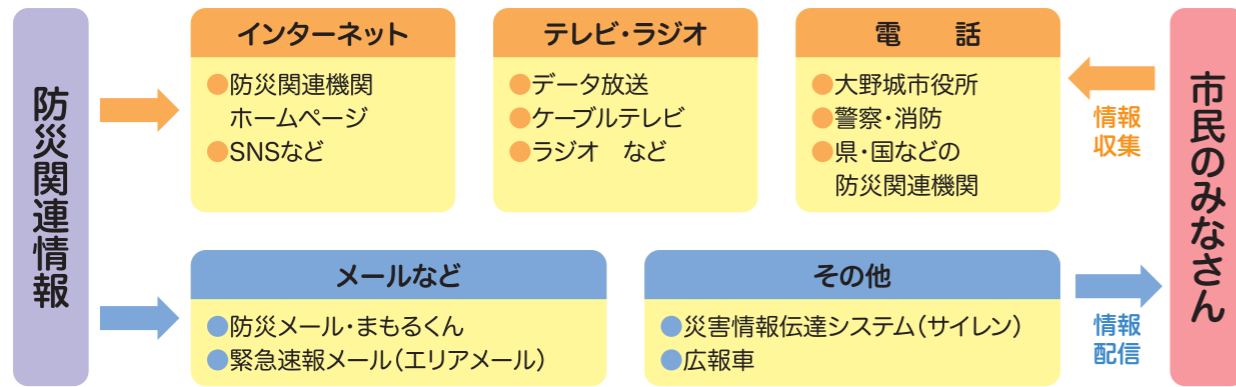 防災関連情報
インターネット
●防災関連機関
ホームページ
●SNSなど
テレビ・ラジオ
●データ放送
●ケーブルテレビ
●ラジオ　など
電　話
●大野城市役所
●警察・消防
●県・国などの
防災関連機関
情報
収集
市民のみなさん
メールなど
●防災メール・まもるくん
●緊急速報メール(エリアメール)
その他
●災害情報伝達システム(サイレン)
●広報車
情報
配信